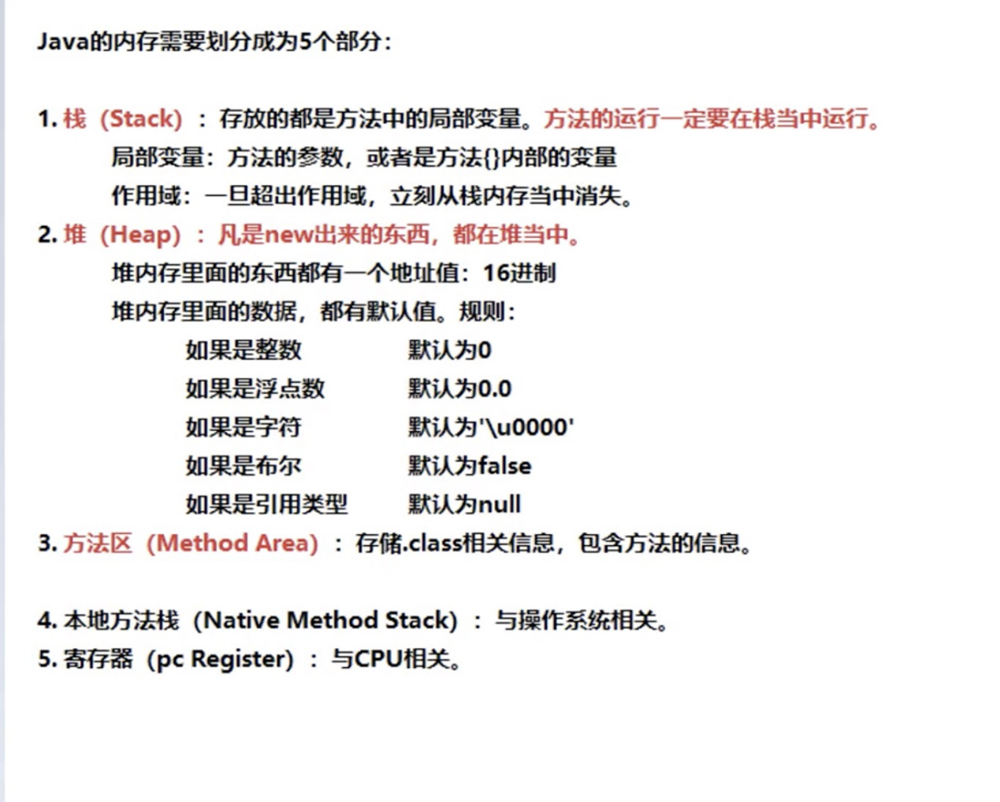 Java的内存需要划分成为5个部分：
1. 栈（Stack）：存放的都是方法中的局部变量。方法的运行一定要在栈当中运行。
局部变量：方法的参数，或者是方法{}内部的变量
作用域：一旦超出作用域，立刻从栈内存当中消失。
2. 堆（Heap）：凡是new出来的东西，都在堆当中。
堆内存里面的东西都有一个地址值：16进制
堆内存里面的数据，都有默认值。规则：
如果是整数 默认为0
如果是浮点数 默认为0.0
如果是字符 默认为'\u0000'
如果是布尔 默认为false
如果是引用类型 默认为null
3. 方法区（Method Area）：存储.class相关信息，包含方法的信息。
4. 本地方法栈（Native Method Stack）：与操作系统相关。
5. 寄存器（pc Register）：与CPU相关。